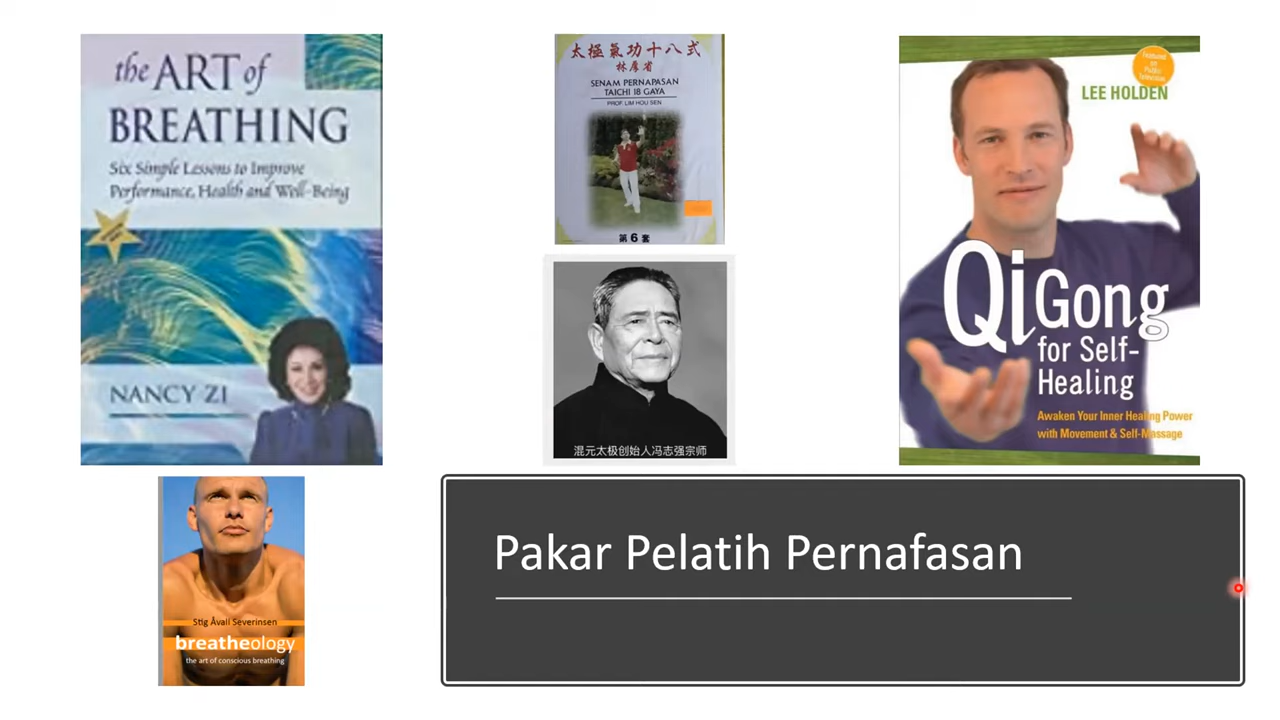 the ART of
BREATHING
Six Simple Lessons to Improve
Performance, Health and Well-Being
NANCY ZI
太極氣功十八式
林厚省
SENAM PERNAPASAN
TAICHI 18 GAYA
PROF. LIM HOU SEN
第6套
混元太极创始人冯志强宗师
Featured
on
Public
Television
LEE HOLDEN
Qi Gong
for Self-
Healing
Awaken Your Inner Healing Power
with Movement & Self-Massage
Stig Åvall Severinsen
breatheology
the art of conscious breathing
Pakar Pelatih Pernafasan